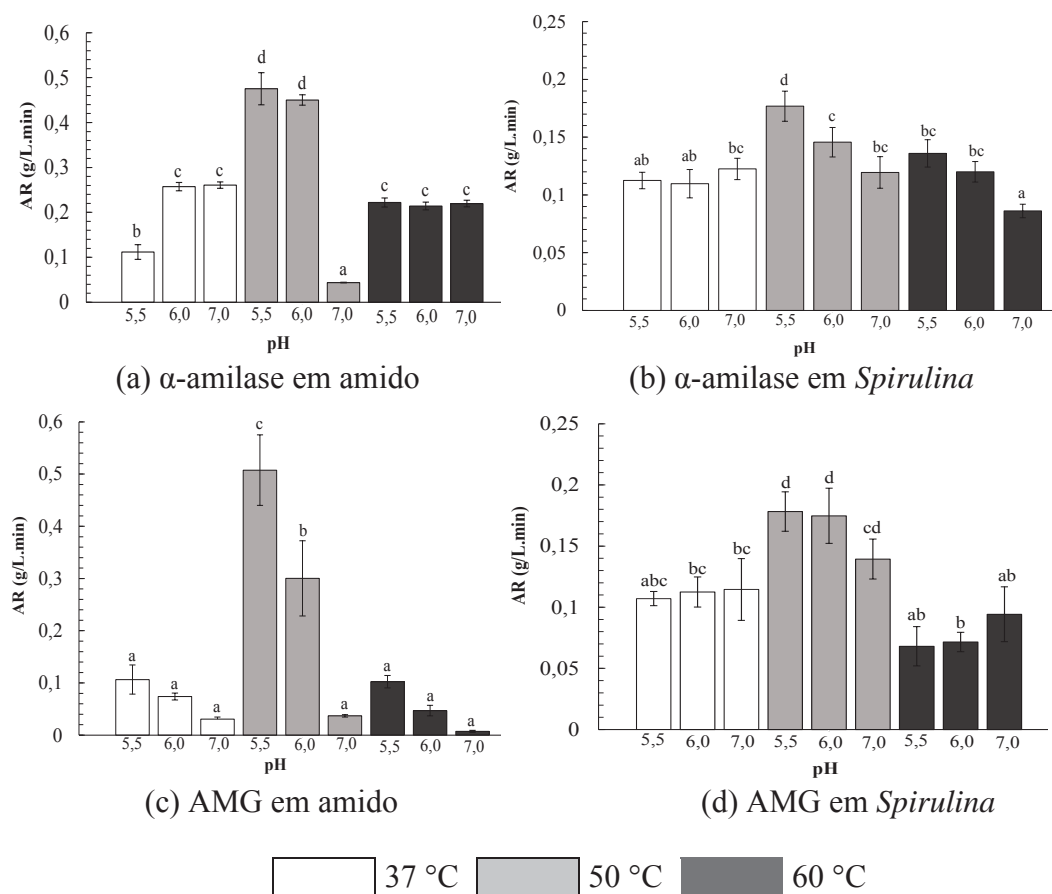 AR (g/L.min)
0,6
0,5
0,4
0,3
0,2
0,1
0
b c c d d a c c c
5,5 6,0 7,0 5,5 6,0 7,0 5,5 6,0 7,0
pH
(a) α-amilase em amido
AR (g/L.min)
0,25
0,2
0,15
0,1
0,05
0
ab ab bc d c bc bc bc a
5,5 6,0 7,0 5,5 6,0 7,0 5,5 6,0 7,0
pH
(b) α-amilase em Spirulina
AR (g/L.min)
0,6
0,5
0,4
0,3
0,2
0,1
0
a a a c b a a a a
5,5 6,0 7,0 5,5 6,0 7,0 5,5 6,0 7,0
pH
(c) AMG em amido
AR (g/L.min)
0,25
0,2
0,15
0,1
0,05
0
abc bc bc d d cd ab b ab
5,5 6,0 7,0 5,5 6,0 7,0 5,5 6,0 7,0
pH
(d) AMG em Spirulina
37 °C 50 °C 60 °C